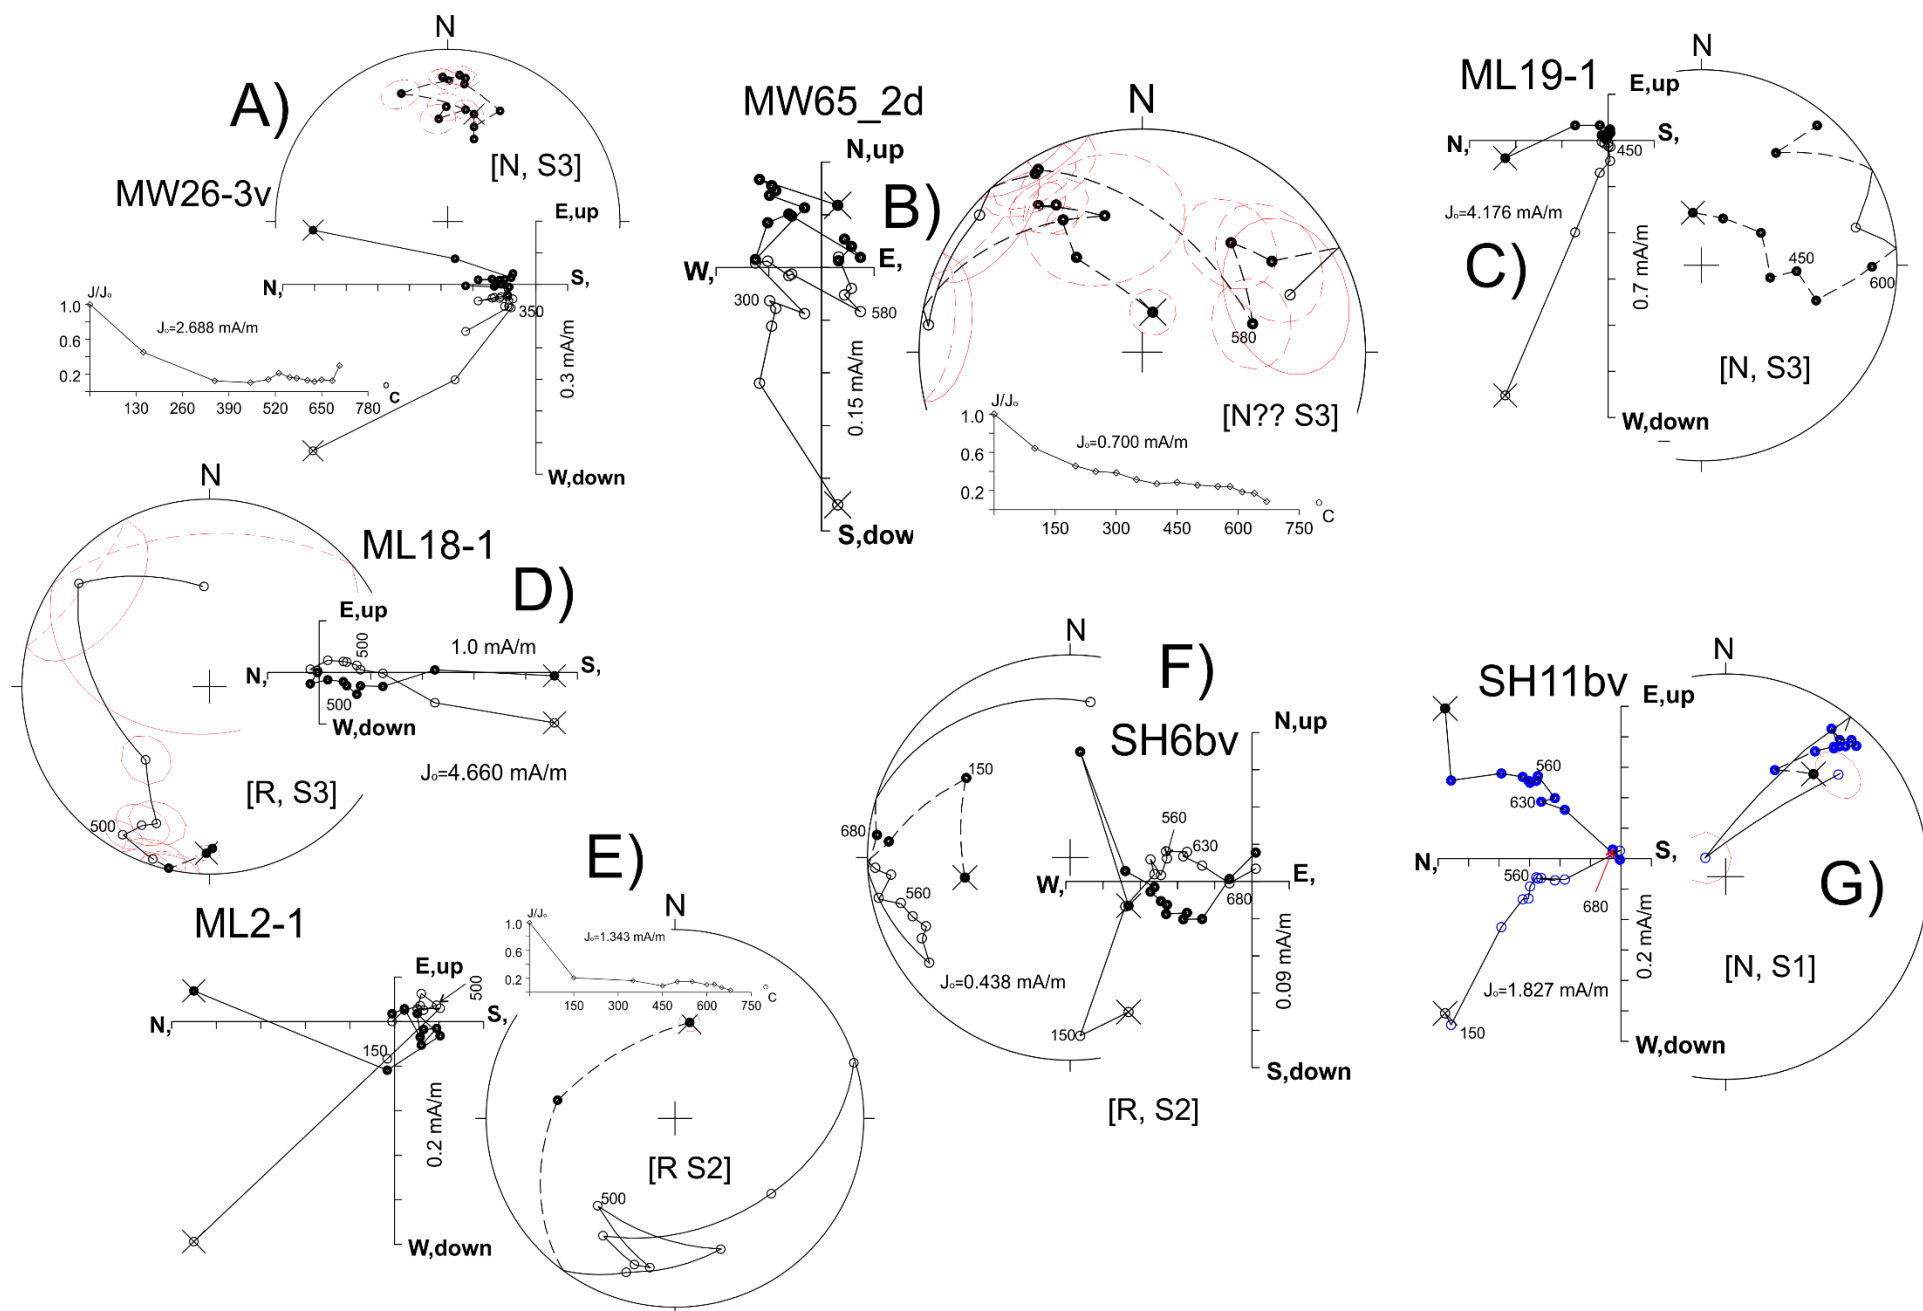 A)
N
[N, S3]
MW26-3v
E,up
N,
S,
350
0.3 mA/m
W,down
J/J₀
J₀=2.688 mA/m
1.0
0.6
0.2
130 260 390 520 650 780 °C
MW65_2d
N,up
B)
N
W,
E,
300
580
0.15 mA/m
S,dow
580
[N?? S3]
J/J₀
J₀=0.700 mA/m
1.0
0.6
0.2
150 300 450 600 750 °C
ML19-1
N
E,up
N,
S,
450
J₀=4.176 mA/m
C)
0.7 mA/m
W,down
450
600
[N, S3]
N
ML18-1
D)
E,up
500
1.0 mA/m
N,
S,
500
W,down
J₀=4.660 mA/m
[R, S3]
500
ML2-1
E)
E,up
500
N,
S,
150
0.2 mA/m
W,down
J/J₀
J₀=1.343 mA/m
1.0
0.6
0.2
150 300 450 600 750 °C
N
[R S2]
500
N
F)
SH6bv
N,up
150
680
560
630
W,
E,
680
560
J₀=0.438 mA/m
0.09 mA/m
150
S,down
[R, S2]
SH11bv
N
E,up
560
630
N,
S,
560
680
G)
0.2 mA/m
[N, S1]
J₀=1.827 mA/m
150
W,down